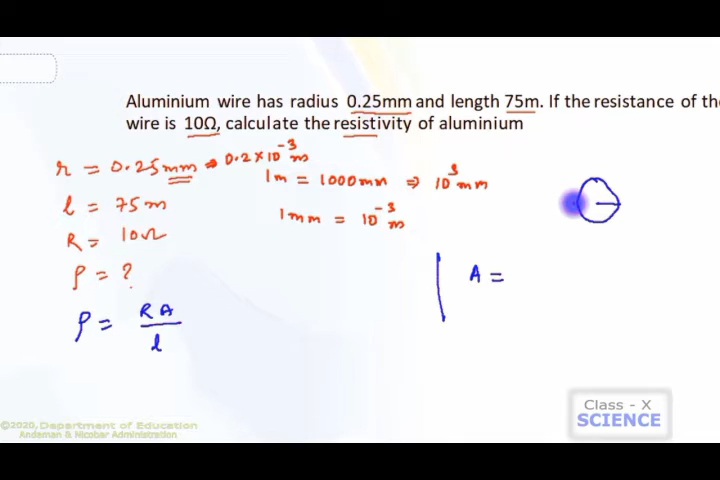 Aluminium wire has radius 0.25mm and length 75m. If the resistance of the
wire is 10Ω, calculate the resistivity of aluminium
r = 0.25mm → 0.2 × 10⁻³ m
1m = 1000mm ⇒ 10³ mm
l = 75m
1mm = 10⁻³ m
R = 10Ω
ρ = ?
A =
ρ = RA/l
Class - X
SCIENCE
©2020, Department of Education
Andaman & Nicobar Administration